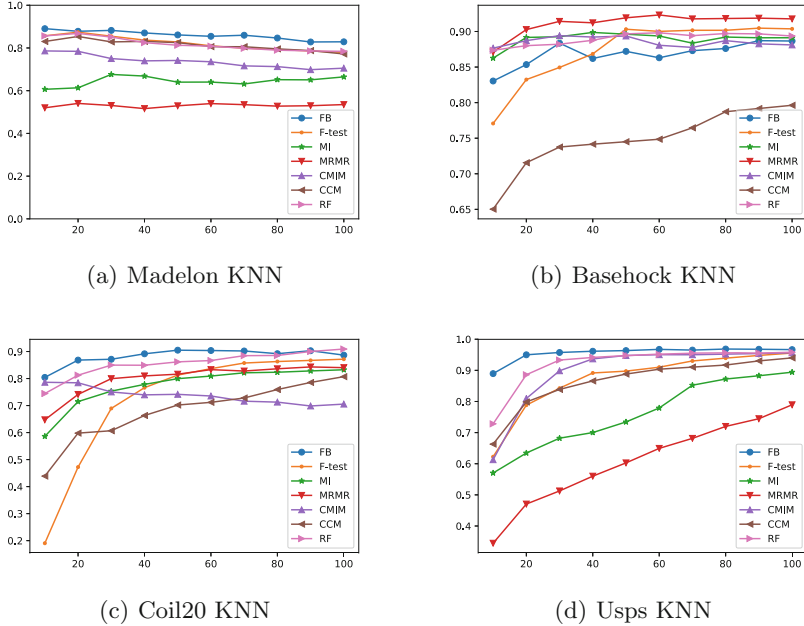 1.0
0.8
0.6
0.4
0.2
0.0
FB
F-test
MI
MRMR
CMIM
CCM
RF
20 40 60 80 100
(a) Madelon KNN
0.90
0.85
0.80
0.75
0.70
0.65
FB
F-test
MI
MRMR
CMIM
CCM
RF
20 40 60 80 100
(b) Basehock KNN
0.9
0.8
0.7
0.6
0.5
0.4
0.3
0.2
FB
F-test
MI
MRMR
CMIM
CCM
RF
20 40 60 80 100
(c) Coil20 KNN
1.0
0.9
0.8
0.7
0.6
0.5
0.4
FB
F-test
MI
MRMR
CMIM
CCM
RF
20 40 60 80 100
(d) Usps KNN